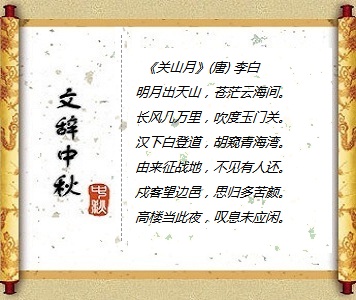 文辞中秋
中秋
《关山月》(唐) 李白
明月出天山，苍茫云海间。
长风几万里，吹度玉门关。
汉下白登道，胡窥青海湾。
由来征战地，不见有人还。
戍客望边邑，思归多苦颜。
高楼当此夜，叹息未应闲。